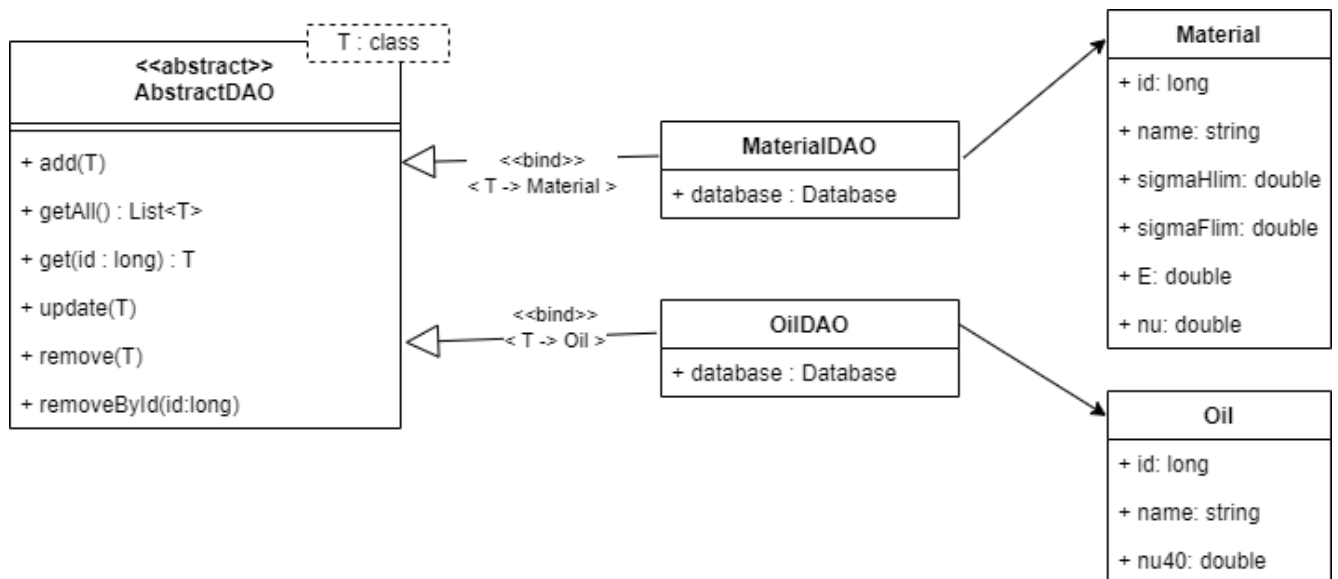 T : class
<<abstract>>
AbstractDAO
+ add(T)
+ getAll() : List<T>
+ get(id : long) : T
+ update(T)
+ remove(T)
+ removeById(id:long)
<<bind>>
< T -> Material >
<<bind>>
< T -> Oil >
MaterialDAO
+ database : Database
OilDAO
+ database : Database
Material
+ id: long
+ name: string
+ sigmaHlim: double
+ sigmaFlim: double
+ E: double
+ nu: double
Oil
+ id: long
+ name: string
+ nu40: double